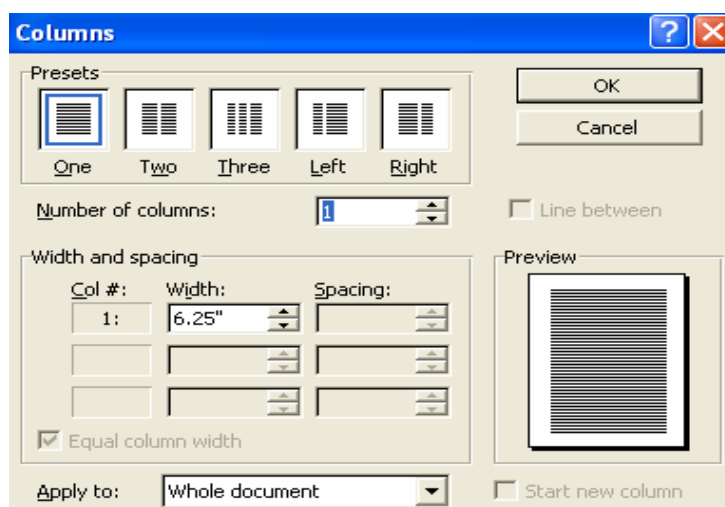 Columns
Presets
OK
Cancel
One Two Three Left Right
Number of columns: 1
Line between
Width and spacing
Preview
Col #: Width: Spacing:
1: 6.25"
Equal column width
Apply to: Whole document
Start new column